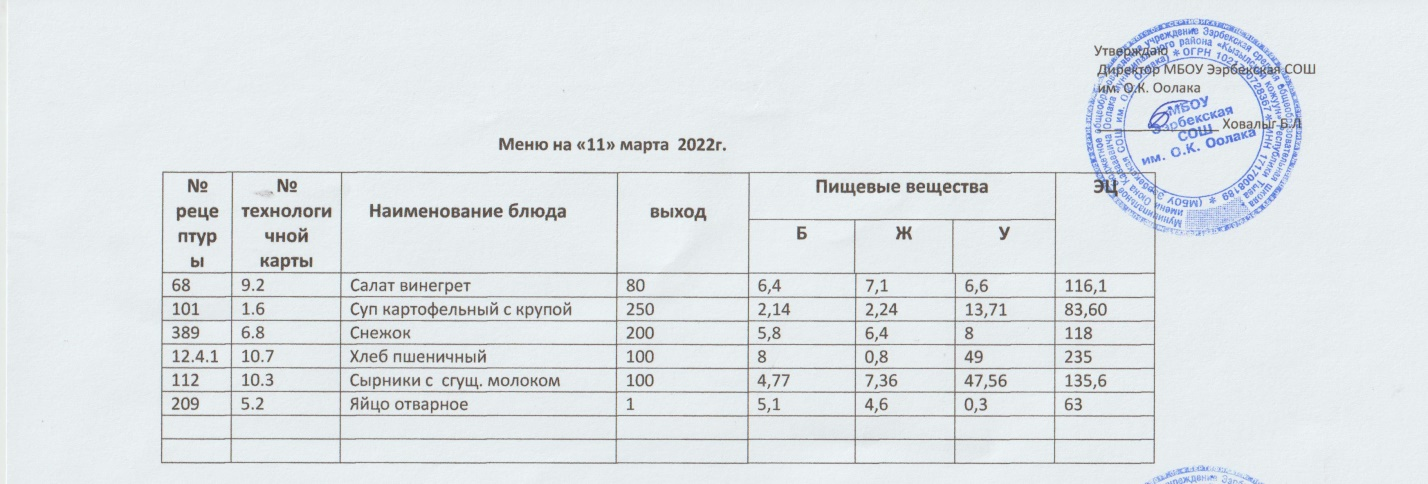 Утверждаю
Директор МБОУ Ээрбекская СОШ
им. О.К. Оолака
Ховалыг Б.Л
МБОУ
Ээрбекская
СОШ
им. О.К. Оолака
Меню на «11» марта 2022г.
№ рецептуры № технологичной карты Наименование блюда выход Пищевые вещества ЭЦ
Б Ж У
68 9.2 Салат винегрет 80 6,4 7,1 6,6 116,1
101 1.6 Суп картофельный с крупой 250 2,14 2,24 13,71 83,60
389 6.8 Снежок 200 5,8 6,4 8 118
12.4.1 10.7 Хлеб пшеничный 100 8 0,8 49 235
112 10.3 Сырники с сгущ. молоком 100 4,77 7,36 47,56 135,6
209 5.2 Яйцо отварное 1 5,1 4,6 0,3 63